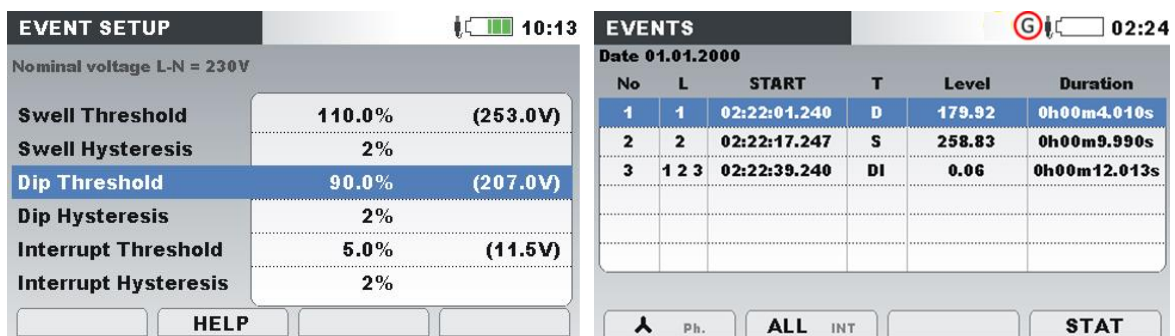 EVENT SETUP 10:13
Nominal voltage L-N = 230V
Swell Threshold 110.0% (253.0V)
Swell Hysteresis 2%
Dip Threshold 90.0% (207.0V)
Dip Hysteresis 2%
Interrupt Threshold 5.0% (11.5V)
Interrupt Hysteresis 2%
HELP
EVENTS G 02:24
Date 01.01.2000
No L START T Level Duration
1 1 02:22:01.240 D 179.92 0h00m4.010s
2 2 02:22:17.247 S 258.83 0h00m9.990s
3 1 2 3 02:22:39.240 DI 0.06 0h00m12.013s
Ph. ALL INT STAT